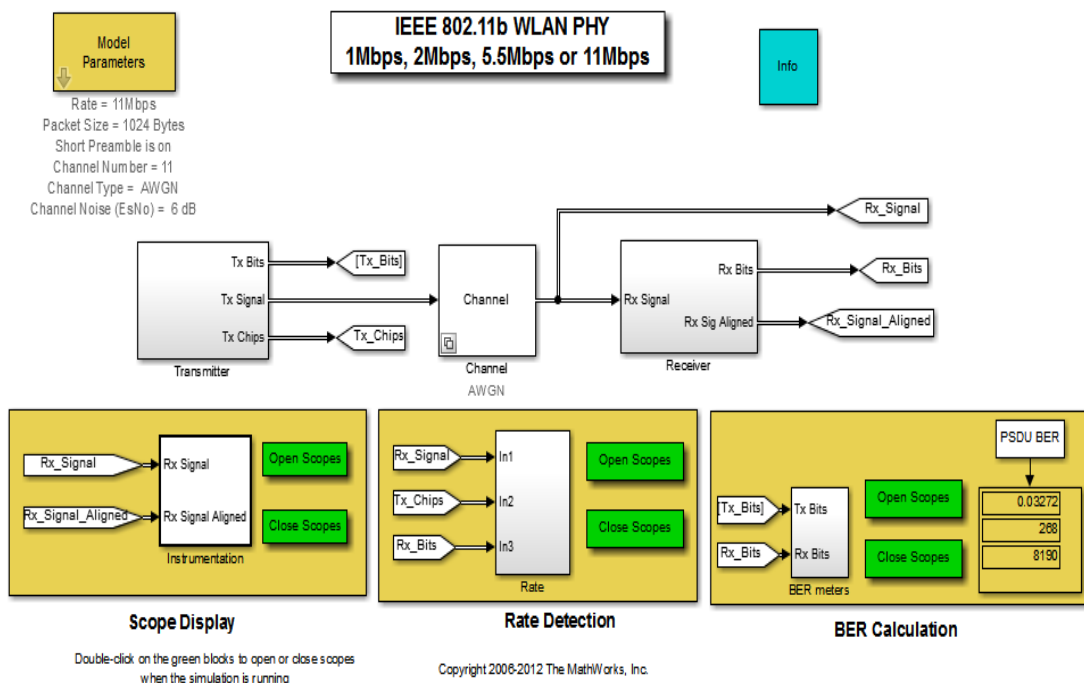 IEEE 802.11b WLAN PHY
1Mbps, 2Mbps, 5.5Mbps or 11Mbps
Model
Parameters
Info
Rate = 11Mbps
Packet Size = 1024 Bytes
Short Preamble is on
Channel Number = 11
Channel Type = AWGN
Channel Noise (EsNo) = 6 dB
Tx Bits
Tx Signal
Tx Chips
Transmitter
[Tx_Bits]
Tx_Chips
Channel
Channel
AWGN
Rx Signal
Rx Bits
Rx Sig Aligned
Receiver
Rx_Signal
Rx_Bits
Rx_Signal_Aligned
Rx_Signal
Rx_Signal_Aligned
Rx Signal
Rx Signal Aligned
Instrumentation
Open Scopes
Close Scopes
Scope Display
Double-click on the green blocks to open or close scopes
when the simulation is running
Rx_Signal
Tx_Chips
Rx_Bits
In1
In2
In3
Rate
Open Scopes
Close Scopes
Rate Detection
Copyright 2006-2012 The MathWorks, Inc.
[Tx_Bits]
Rx_Bits
Tx Bits
Rx Bits
BER meters
Open Scopes
Close Scopes
PSDU BER
0.03272
268
8190
BER Calculation